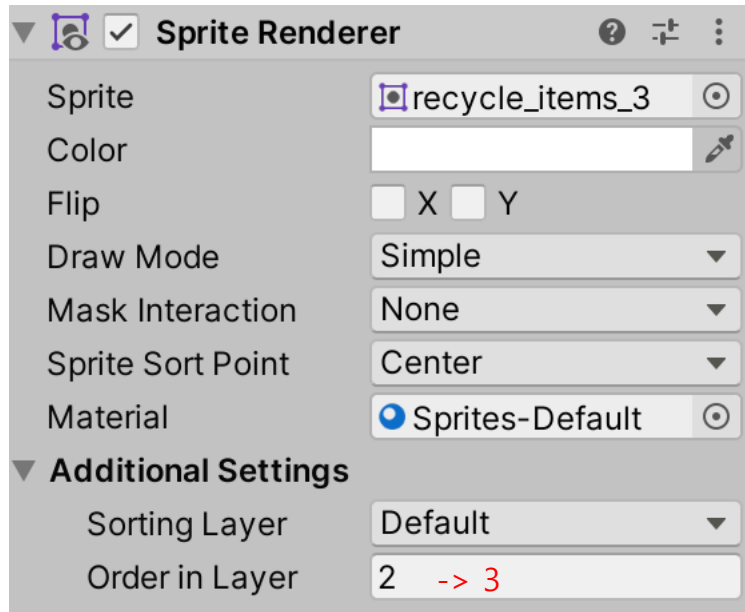 Sprite Renderer
Sprite recycle_items_3
Color
Flip X Y
Draw Mode Simple
Mask Interaction None
Sprite Sort Point Center
Material Sprites-Default
Additional Settings
Sorting Layer Default
Order in Layer 2 -> 3